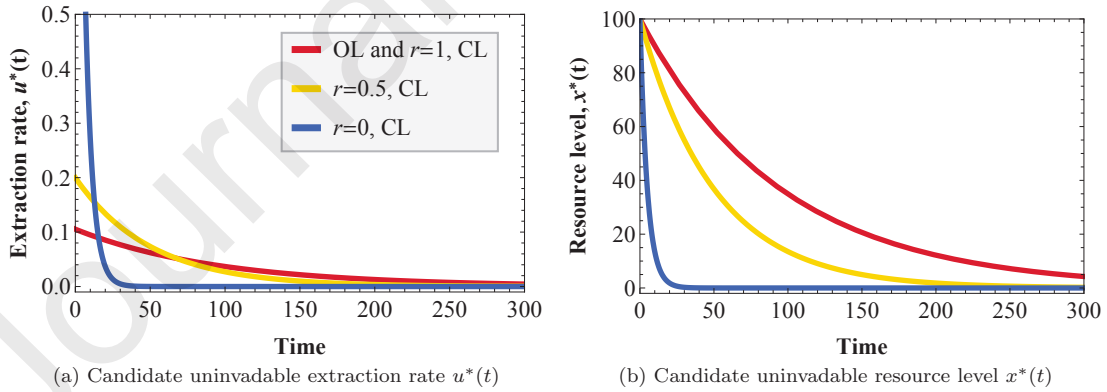 Journal
0.5
0.4
0.3
0.2
0.1
0.0
Extraction rate, u*(t)
OL and r=1, CL
r=0.5, CL
r=0, CL
0 50 100 150 200 250 300
Time
(a) Candidate uninvadable extraction rate u*(t)
100
80
60
40
20
0
Resource level, x*(t)
0 50 100 150 200 250 300
Time
(b) Candidate uninvadable resource level x*(t)